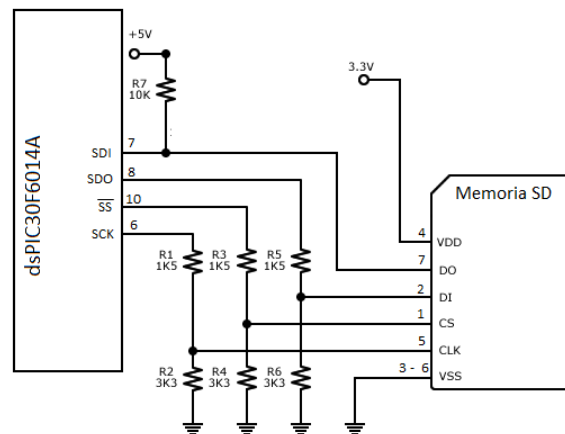 +5V
3.3V
R7
10K
dsPIC30F6014A
SDI
7
SDO
8
SS
10
SCK
6
R1
1K5
R3
1K5
R5
1K5
R2
3K3
R4
3K3
R6
3K3
Memoria SD
4
VDD
7
DO
2
DI
1
CS
5
CLK
3 - 6
VSS